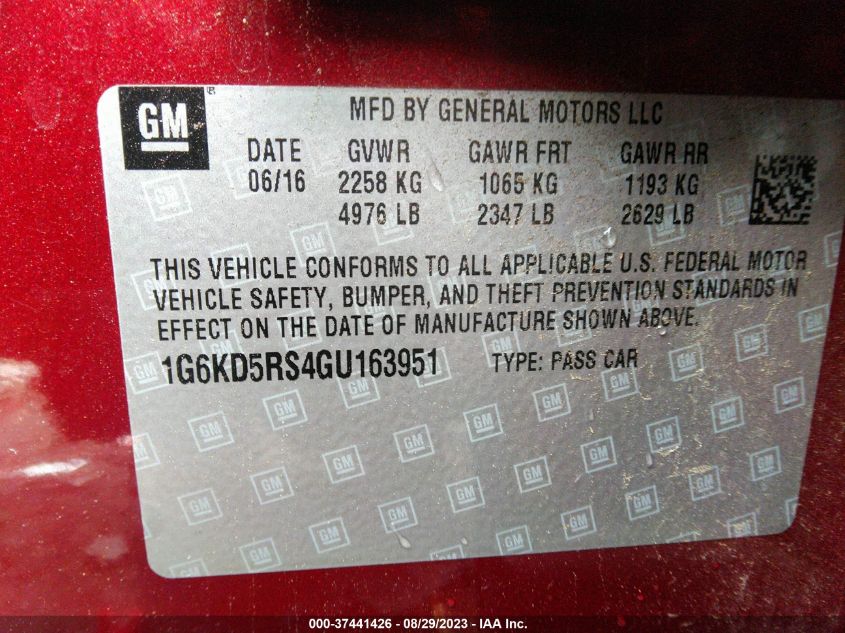 GM ®
MFD BY GENERAL MOTORS LLC
DATE GVWR GAWR FRT GAWR RR
06/16 2258 KG 1065 KG 1193 KG
4976 LB 2347 LB 2629 LB
THIS VEHICLE CONFORMS TO ALL APPLICABLE U.S. FEDERAL MOTOR
VEHICLE SAFETY, BUMPER, AND THEFT PREVENTION STANDARDS IN
EFFECT ON THE DATE OF MANUFACTURE SHOWN ABOVE.
1G6KD5RS4GU163951 TYPE: PASS CAR
000-37441426 - 08/29/2023 - IAA Inc.